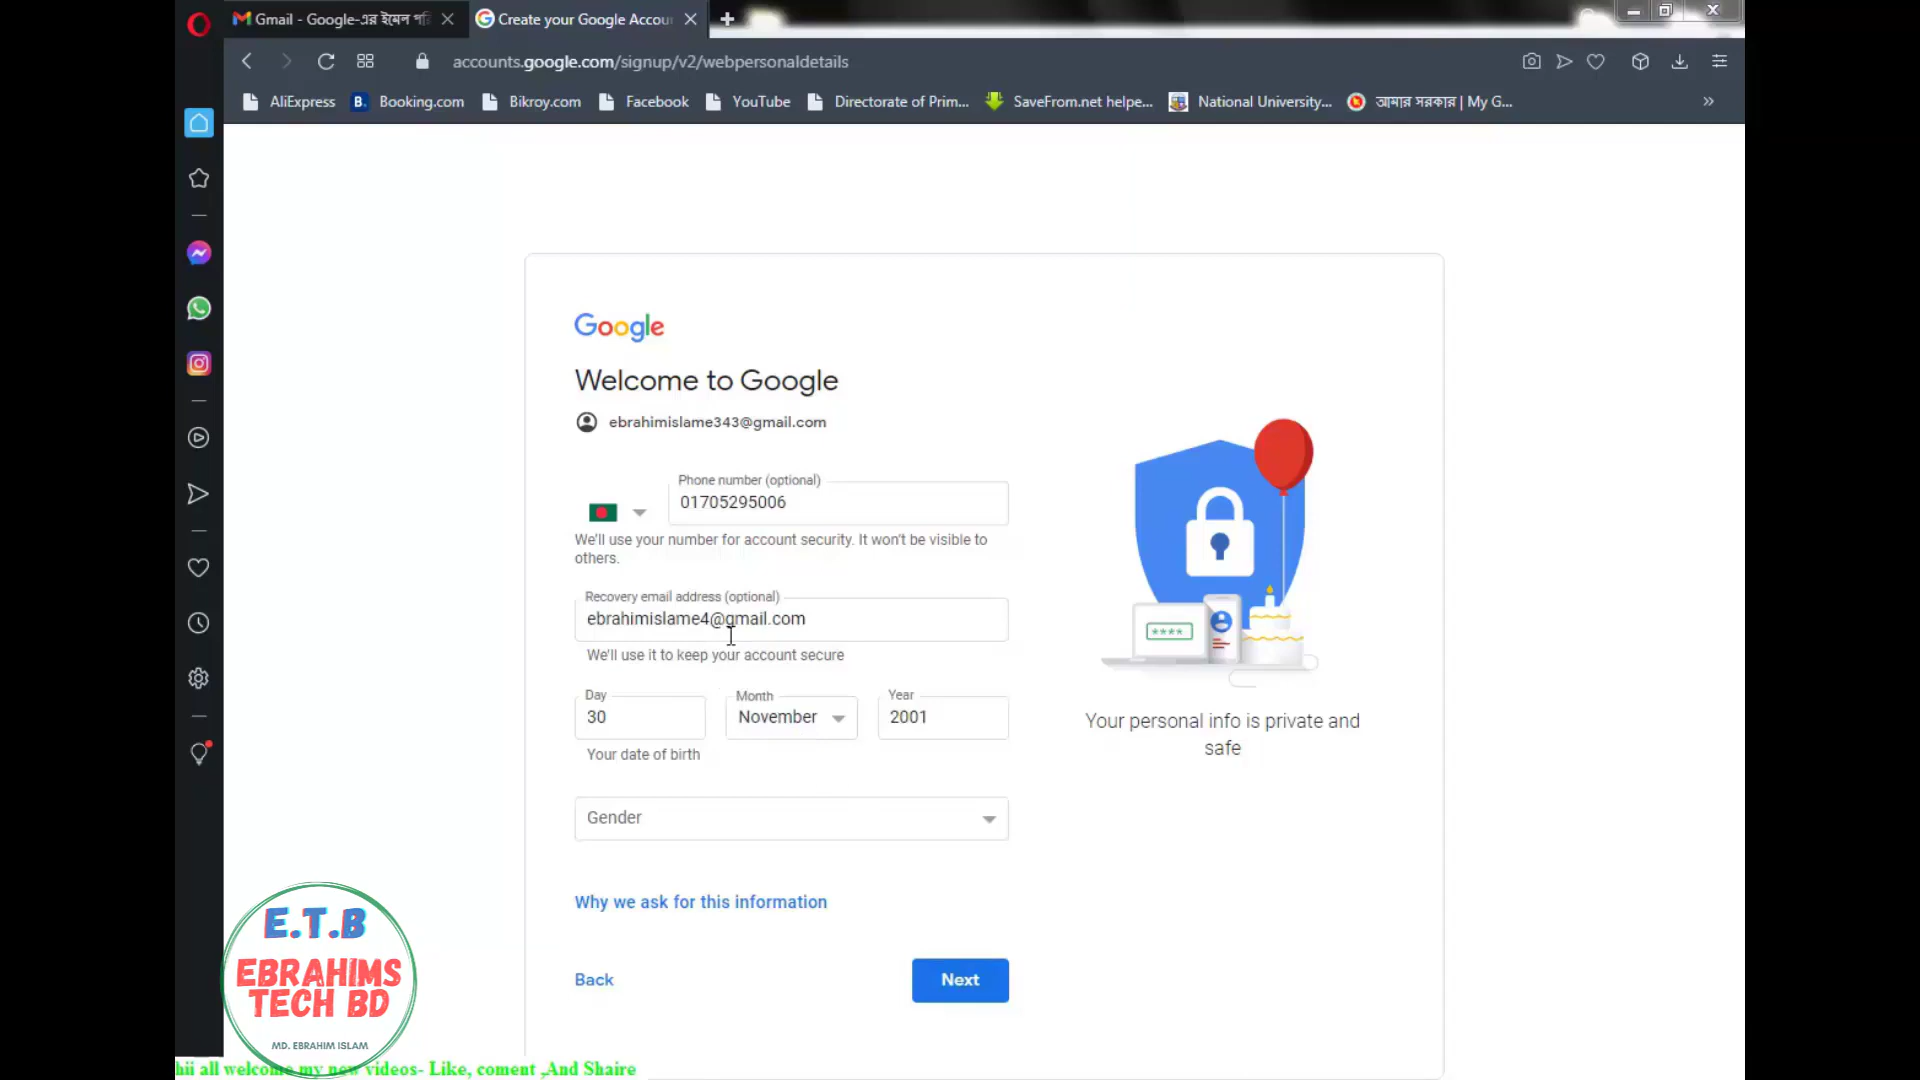 Gmail - Google-এর ইমেল পরি
Create your Google Accou
accounts.google.com/signup/v2/webpersonaldetails
AliExpress
B. Booking.com
Bikroy.com
Facebook
YouTube
Directorate of Prim...
SaveFrom.net helpe...
National University,...
আমার সরকার | My G...
Google
Welcome to Google
ebrahimislame343@gmail.com
Phone number (optional)
01705295006
We'll use your number for account security. It won't be visible to
others.
Recovery email address (optional)
ebrahimislame4@gmail.com
We'll use it to keep your account secure
Day
30
Month
November
Year
2001
Your date of birth
Gender
Why we ask for this information
Back
Next
****
Your personal info is private and
safe
E.T.B
EBRAHIMS
TECH BD
MD. EBRAHIM ISLAM
hii all welcome my new videos- Like, coment ,And Shaire